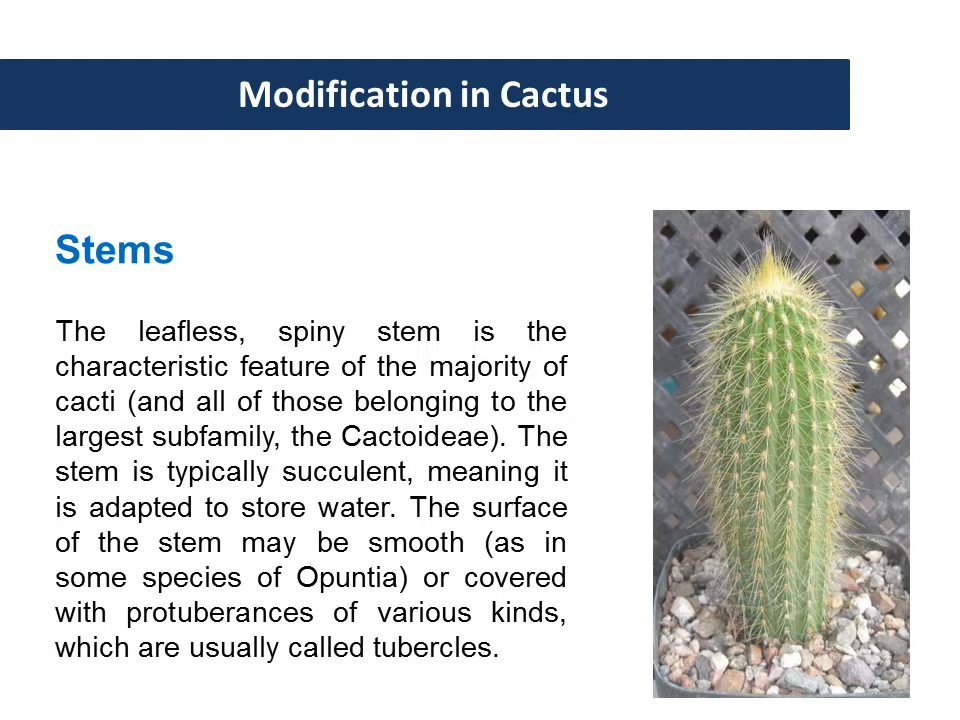 Modification in Cactus
Stems
The leafless, spiny stem is the
characteristic feature of the majority of
cacti (and all of those belonging to the
largest subfamily, the Cactoideae). The
stem is typically succulent, meaning it
is adapted to store water. The surface
of the stem may be smooth (as in
some species of Opuntia) or covered
with protuberances of various kinds,
which are usually called tubercles.